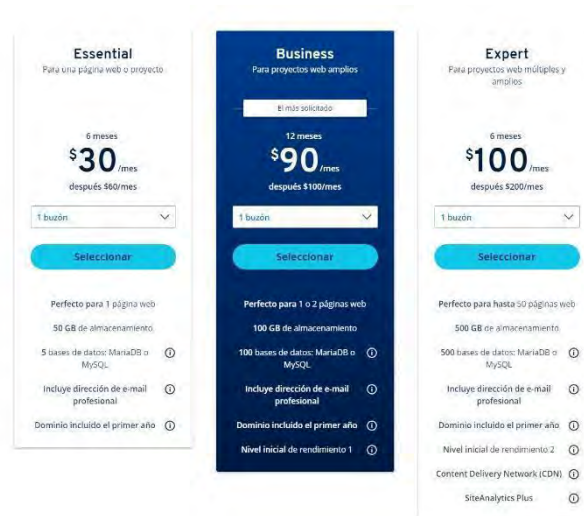 Essential
Para una página web o proyecto
6 meses
$30/mes
después $60/mes
1 buzón
Seleccionar
Perfecto para 1 página web
50 GB de almacenamiento
5 bases de datos: MariaDB o
MySQL
Incluye dirección de e-mail
profesional
Dominio incluido el primer año
Business
Para proyectos web amplios
El más solicitado
12 meses
$90/mes
después $100/mes
1 buzón
Seleccionar
Perfecto para 1 o 2 páginas web
100 GB de almacenamiento
100 bases de datos: MariaDB o
MySQL
Incluye dirección de e-mail
profesional
Dominio incluido el primer año
Nivel inicial de rendimiento 1
Expert
Para proyectos web múltiples y
amplios
6 meses
$100/mes
después $200/mes
1 buzón
Seleccionar
Perfecto para hasta 50 páginas web
500 GB de almacenamiento
500 bases de datos: MariaDB o
MySQL
Incluye dirección de e-mail
profesional
Dominio incluido el primer año
Nivel inicial de rendimiento 2
Content Delivery Network (CDN)
SiteAnalytics Plus